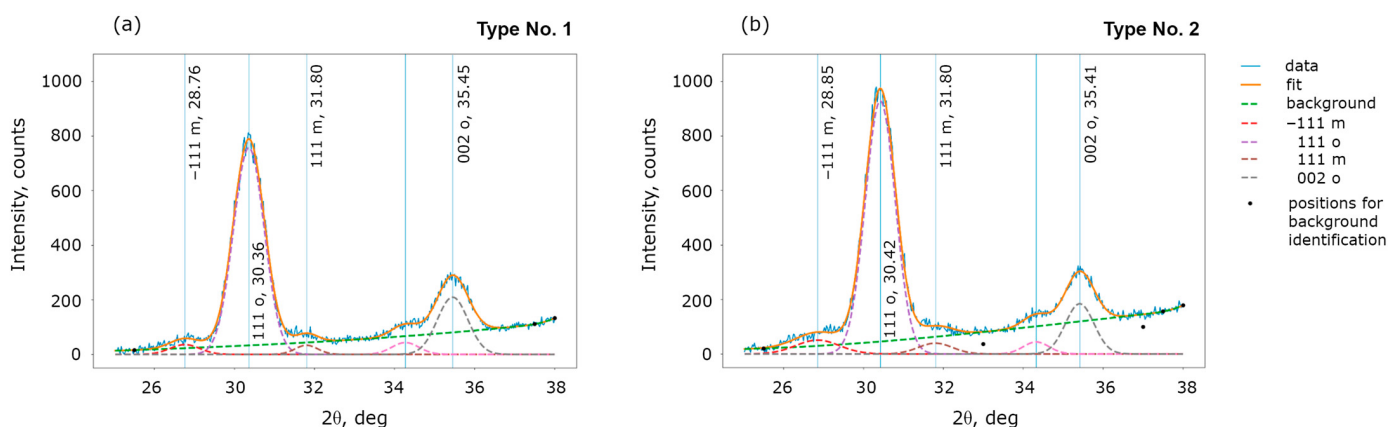 (a)
Type No. 1
Intensity, counts
1000
800
600
400
200
0
−111 m, 28.76
111 o, 30.36
111 m, 31.80
002 o, 35.45
26
30
32
34
36
38
2θ, deg
(b)
Type No. 2
Intensity, counts
1000
800
600
400
200
0
−111 m, 28.85
111 o, 30.42
111 m, 31.80
002 o, 35.41
26
30
32
34
36
38
2θ, deg
data
fit
background
−111 m
111 o
111 m
002 o
positions for
background
identification